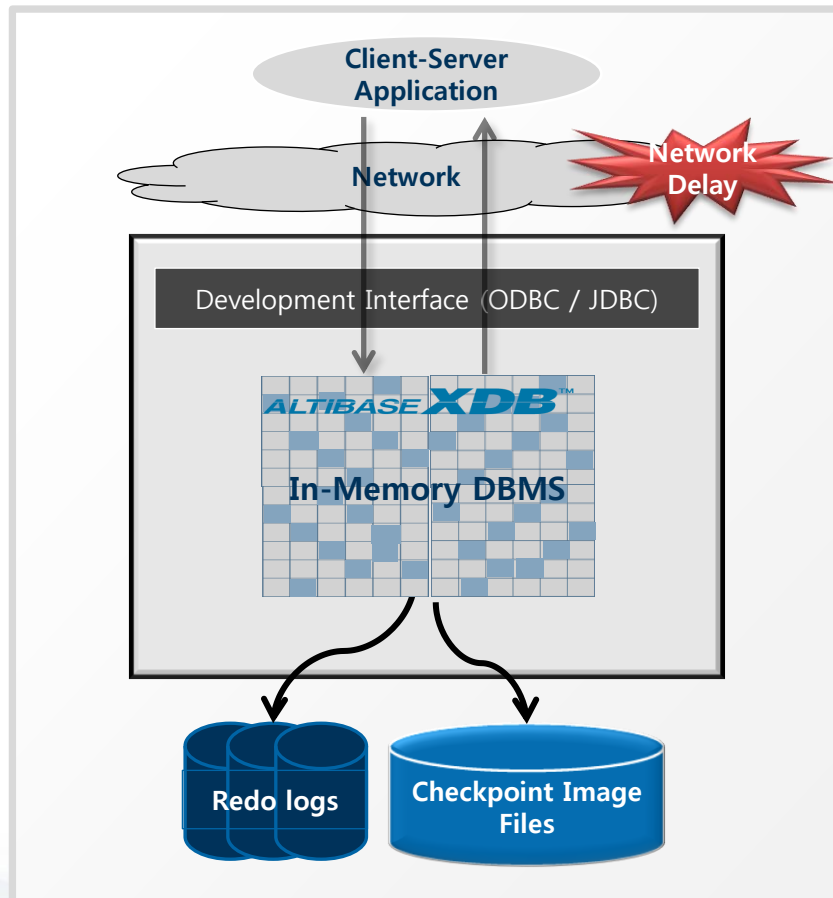 Client-Server
Application
Network
Network
Delay
Development Interface (ODBC / JDBC)
ALTIBASE XDB™
In-Memory DBMS
Redo logs
Checkpoint Image
Files